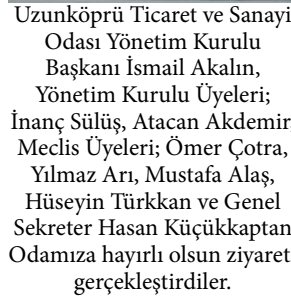 Uzunköprü Ticaret ve Sanayi
Odası Yönetim Kurulu
Başkanı İsmail Akalın,
Yönetim Kurulu Üyeleri;
İnanç Sülüş, Atacan Akdemir,
Meclis Üyeleri; Ömer Çotra,
Yılmaz Arı, Mustafa Alaş,
Hüseyin Türkkan ve Genel
Sekreter Hasan Küçükkaptan
Odamıza hayırlı olsun ziyareti
gerçekleştirdiler.